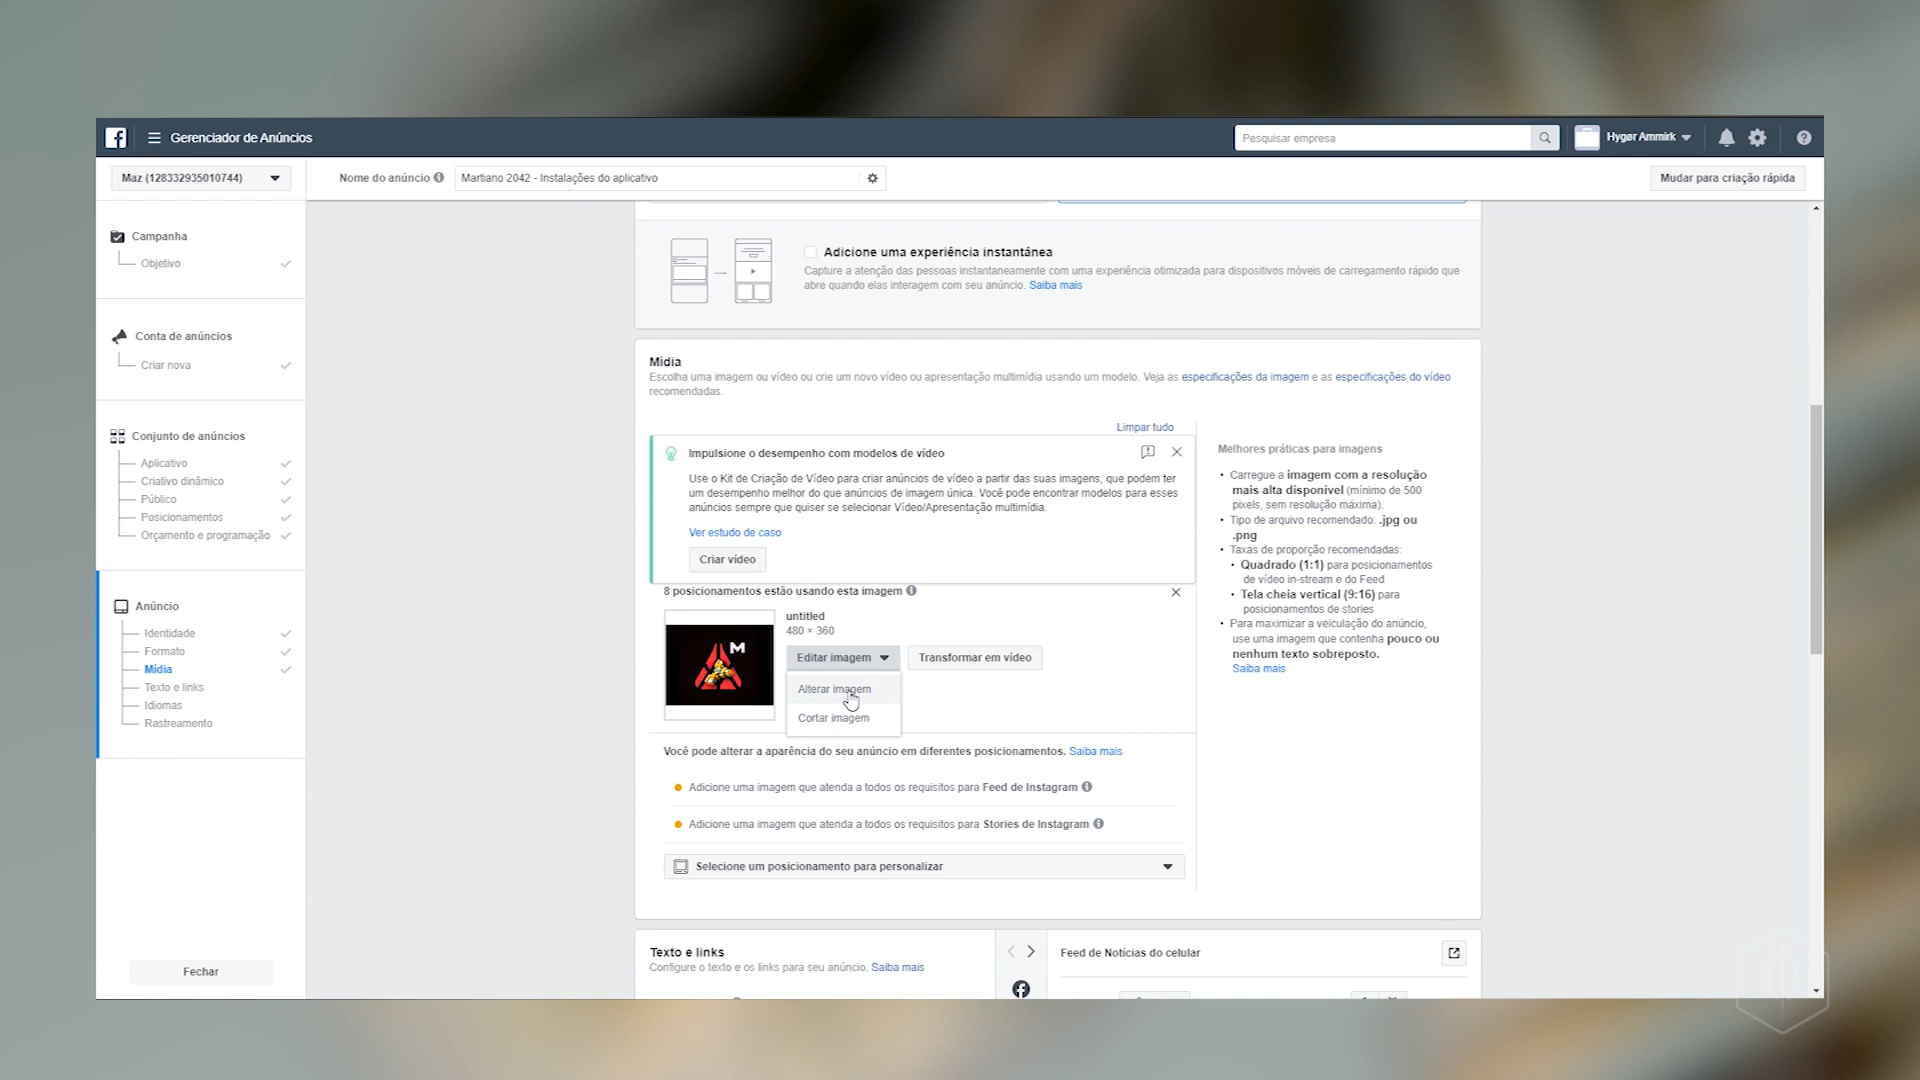 Gerenciador de Anúncios
Pesquisar empresa
Hygør Ammirk
Maz (128332935010744)
Nome do anúncio
Martiano 2042 - Instalações do aplicativo
Mudar para criação rápida
Campanha
Objetivo
Conta de anúncios
Criar nova
Conjunto de anúncios
Aplicativo
Criativo dinâmico
Público
Posicionamentos
Orçamento e programação
Anúncio
Identidade
Formato
Mídia
Texto e links
Idiomas
Rastreamento
Fechar
Adicione uma experiência instantânea
Capture a atenção das pessoas instantaneamente com uma experiência otimizada para dispositivos móveis de carregamento rápido que
abre quando elas interagem com seu anúncio. Saiba mais
Mídia
Escolha uma imagem ou vídeo ou crie um novo vídeo ou apresentação multimídia usando um modelo. Veja as especificações da imagem e as especificações do vídeo
recomendadas.
Limpar tudo
Impulsione o desempenho com modelos de vídeo
Use o Kit de Criação de Vídeo para criar anúncios de vídeo a partir das suas imagens, que podem ter
um desempenho melhor do que anúncios de imagem única. Você pode encontrar modelos para esses
anúncios sempre que quiser se selecionar Vídeo/Apresentação multimídia.
Ver estudo de caso
Criar vídeo
8 posicionamentos estão usando esta imagem
M
untitled
480 × 360
Editar imagem
Transformar em vídeo
Alterar imagem
Cortar imagem
Você pode alterar a aparência do seu anúncio em diferentes posicionamentos. Saiba mais
Adicione uma imagem que atenda a todos os requisitos para Feed de Instagram
Adicione uma imagem que atenda a todos os requisitos para Stories de Instagram
Selecione um posicionamento para personalizar
Melhores práticas para imagens
• Carregue a imagem com a resolução
mais alta disponível (mínimo de 500
pixels, sem resolução máxima).
• Tipo de arquivo recomendado: .jpg ou
.png
• Taxas de proporção recomendadas:
• Quadrado (1:1) para posicionamentos
de vídeo in-stream e do Feed
• Tela cheia vertical (9:16) para
posicionamentos de stories
• Para maximizar a veiculação do anúncio,
use uma imagem que contenha pouco ou
nenhum texto sobreposto.
Saiba mais
Texto e links
Configure o texto e os links para seu anúncio. Saiba mais
Feed de Notícias do celular